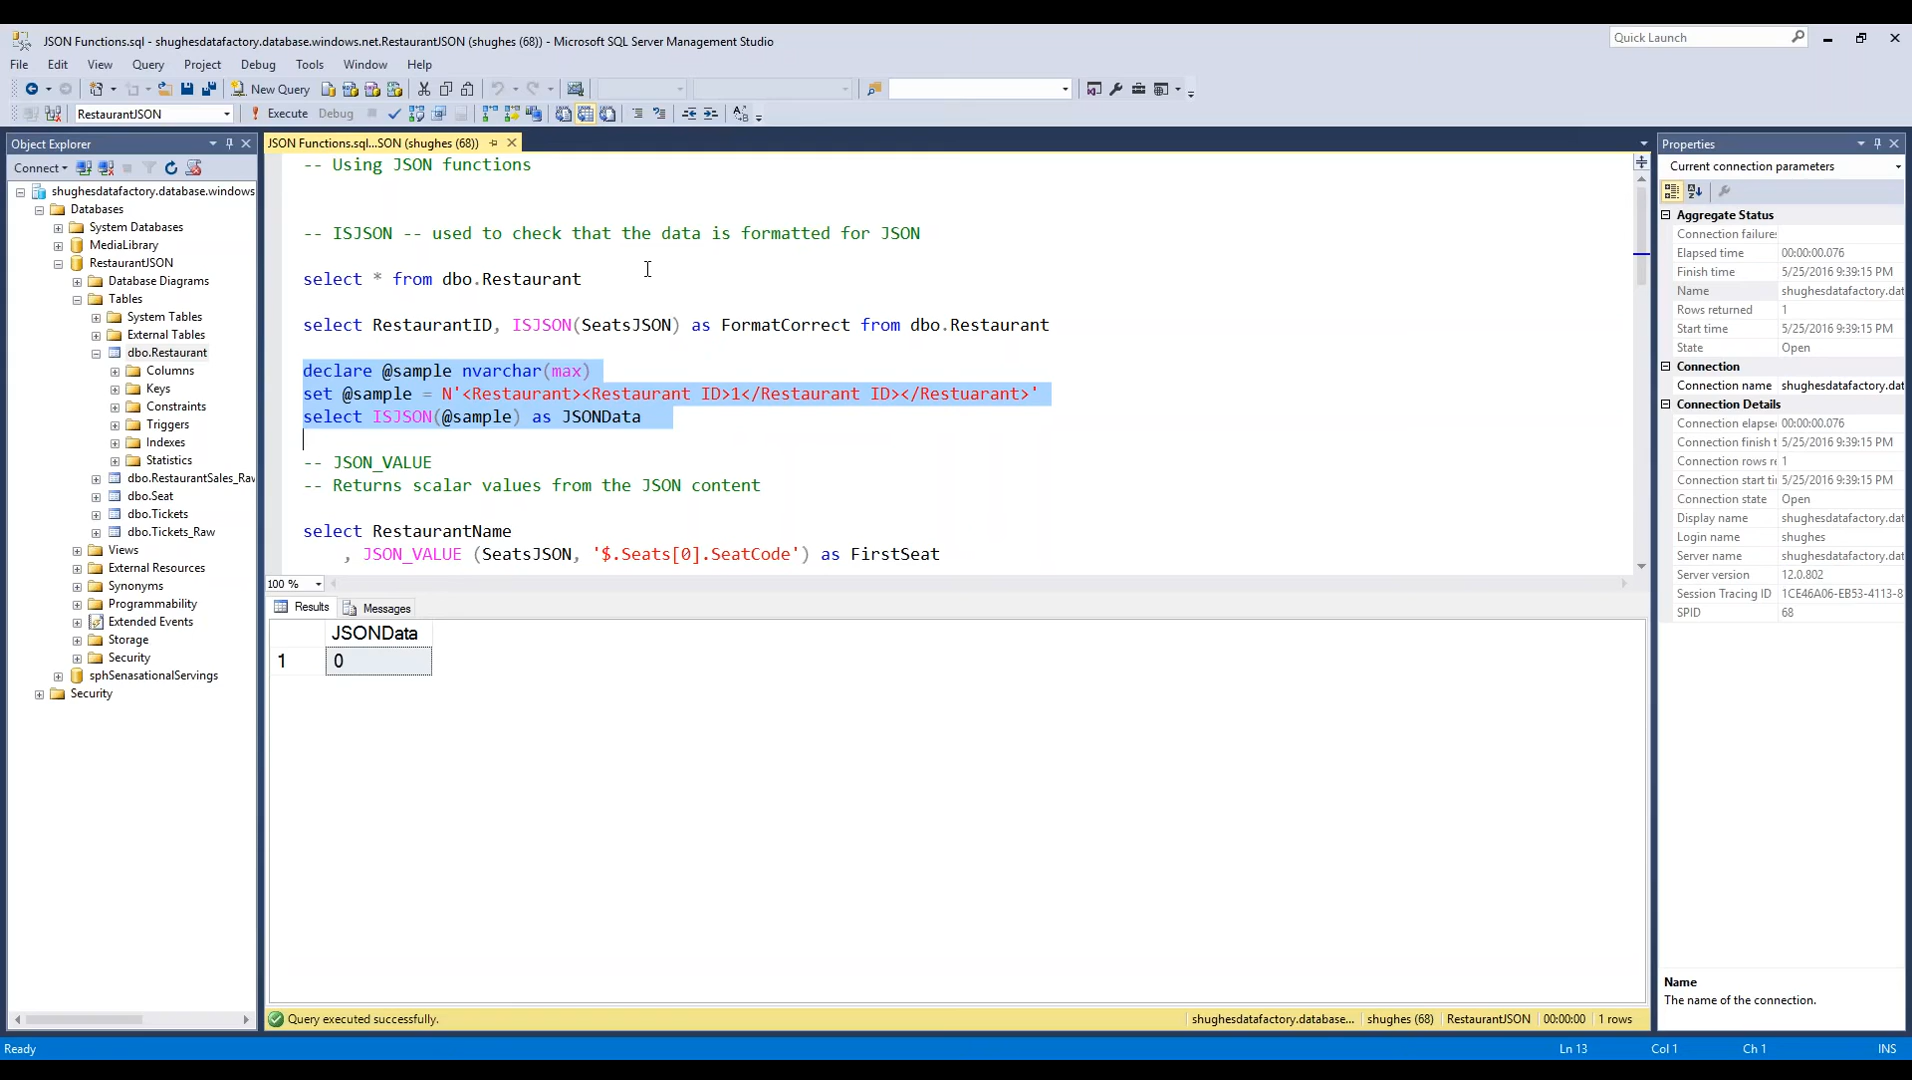 JSON Functions.sql - shughesdatafactory.database.windows.net.RestaurantJSON (shughes (68)) - Microsoft SQL Server Management Studio
Quick Launch
File Edit View Query Project Debug Tools Window Help
New Query
RestaurantJSON
Execute Debug
Object Explorer
Connect
shughesdatafactory.database.windows
Databases
System Databases
MediaLibrary
RestaurantJSON
Database Diagrams
Tables
System Tables
External Tables
dbo.Restaurant
Columns
Keys
Constraints
Triggers
Indexes
Statistics
dbo.RestaurantSales_Raw
dbo.Seat
dbo.Tickets
dbo.Tickets_Raw
Views
External Resources
Synonyms
Programmability
Extended Events
Storage
Security
sphSenasationalServings
Security
JSON Functions.sql...SON (shughes (68))
-- Using JSON functions
-- ISJSON -- used to check that the data is formatted for JSON
select * from dbo.Restaurant
select RestaurantID, ISJSON(SeatsJSON) as FormatCorrect from dbo.Restaurant
declare @sample nvarchar(max)
set @sample = N'<Restaurant><Restaurant ID>1</Restaurant ID></Restuarant>'
select ISJSON(@sample) as JSONData
-- JSON_VALUE
-- Returns scalar values from the JSON content
select RestaurantName
, JSON_VALUE (SeatsJSON, '$.Seats[0].SeatCode') as FirstSeat
100 %
Results Messages
JSONData
1 0
Query executed successfully.
shughesdatafactory.database... shughes (68) RestaurantJSON 00:00:00 1 rows
Properties
Current connection parameters
Aggregate Status
Connection failures
Elapsed time 00:00:00.076
Finish time 5/25/2016 9:39:15 PM
Name shughesdatafactory.dat
Rows returned 1
Start time 5/25/2016 9:39:15 PM
State Open
Connection
Connection name shughesdatafactory.dat
Connection Details
Connection elapse 00:00:00.076
Connection finish t 5/25/2016 9:39:15 PM
Connection rows re 1
Connection start ti 5/25/2016 9:39:15 PM
Connection state Open
Display name shughesdatafactory.dat
Login name shughes
Server name shughesdatafactory.dat
Server version 12.0.802
Session Tracing ID 1CE46A06-EB53-4113-8
SPID 68
Name
The name of the connection.
Ready
Ln 13 Col 1 Ch 1 INS